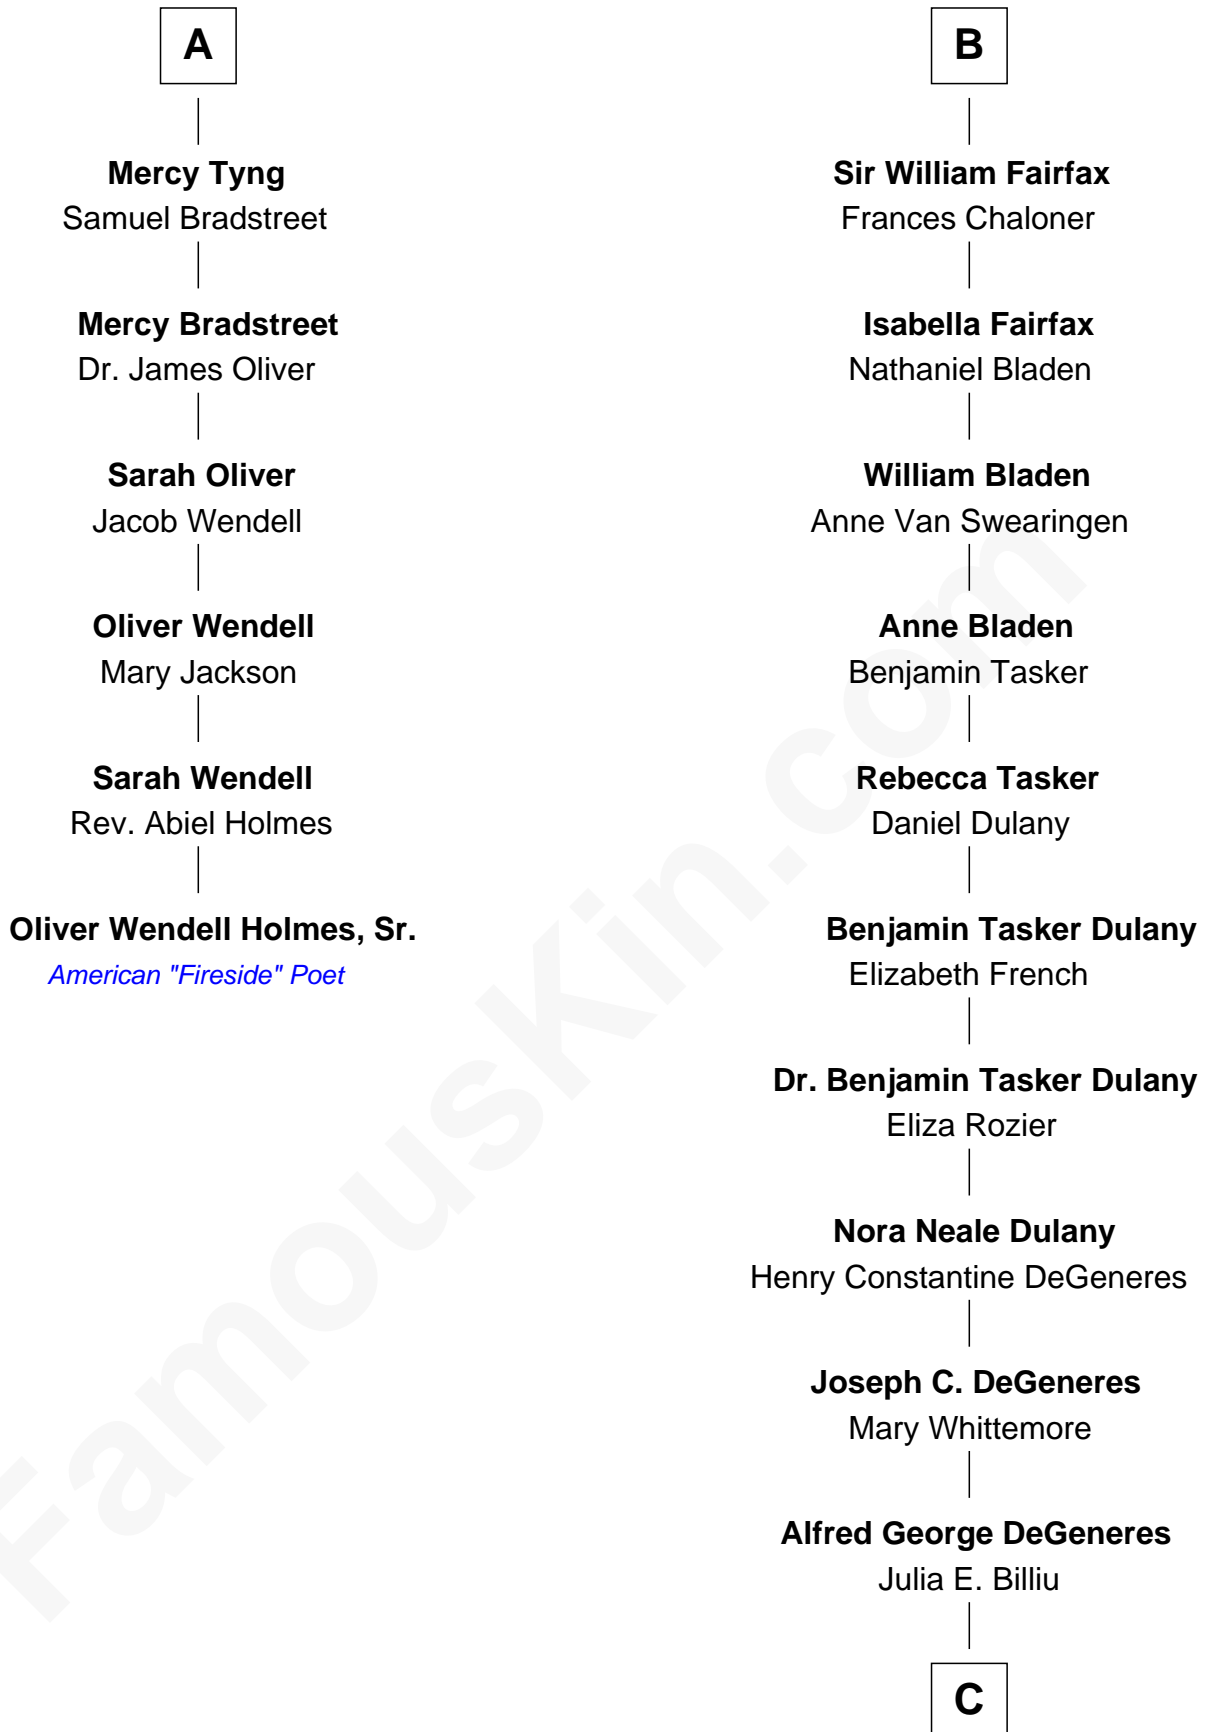 A
Mercy Tyng
Samuel Bradstreet
Mercy Bradstreet
Dr. James Oliver
Sarah Oliver
Jacob Wendell
Oliver Wendell
Mary Jackson
Sarah Wendell
Rev. Abiel Holmes
Oliver Wendell Holmes, Sr.
American "Fireside" Poet
B
Sir William Fairfax
Frances Chaloner
Isabella Fairfax
Nathaniel Bladen
William Bladen
Anne Van Swearingen
Anne Bladen
Benjamin Tasker
Rebecca Tasker
Daniel Dulany
Benjamin Tasker Dulany
Elizabeth French
Dr. Benjamin Tasker Dulany
Eliza Rozier
Nora Neale Dulany
Henry Constantine DeGeneres
Joseph C. DeGeneres
Mary Whittemore
Alfred George DeGeneres
Julia E. Billiu
C
FamousKin.com